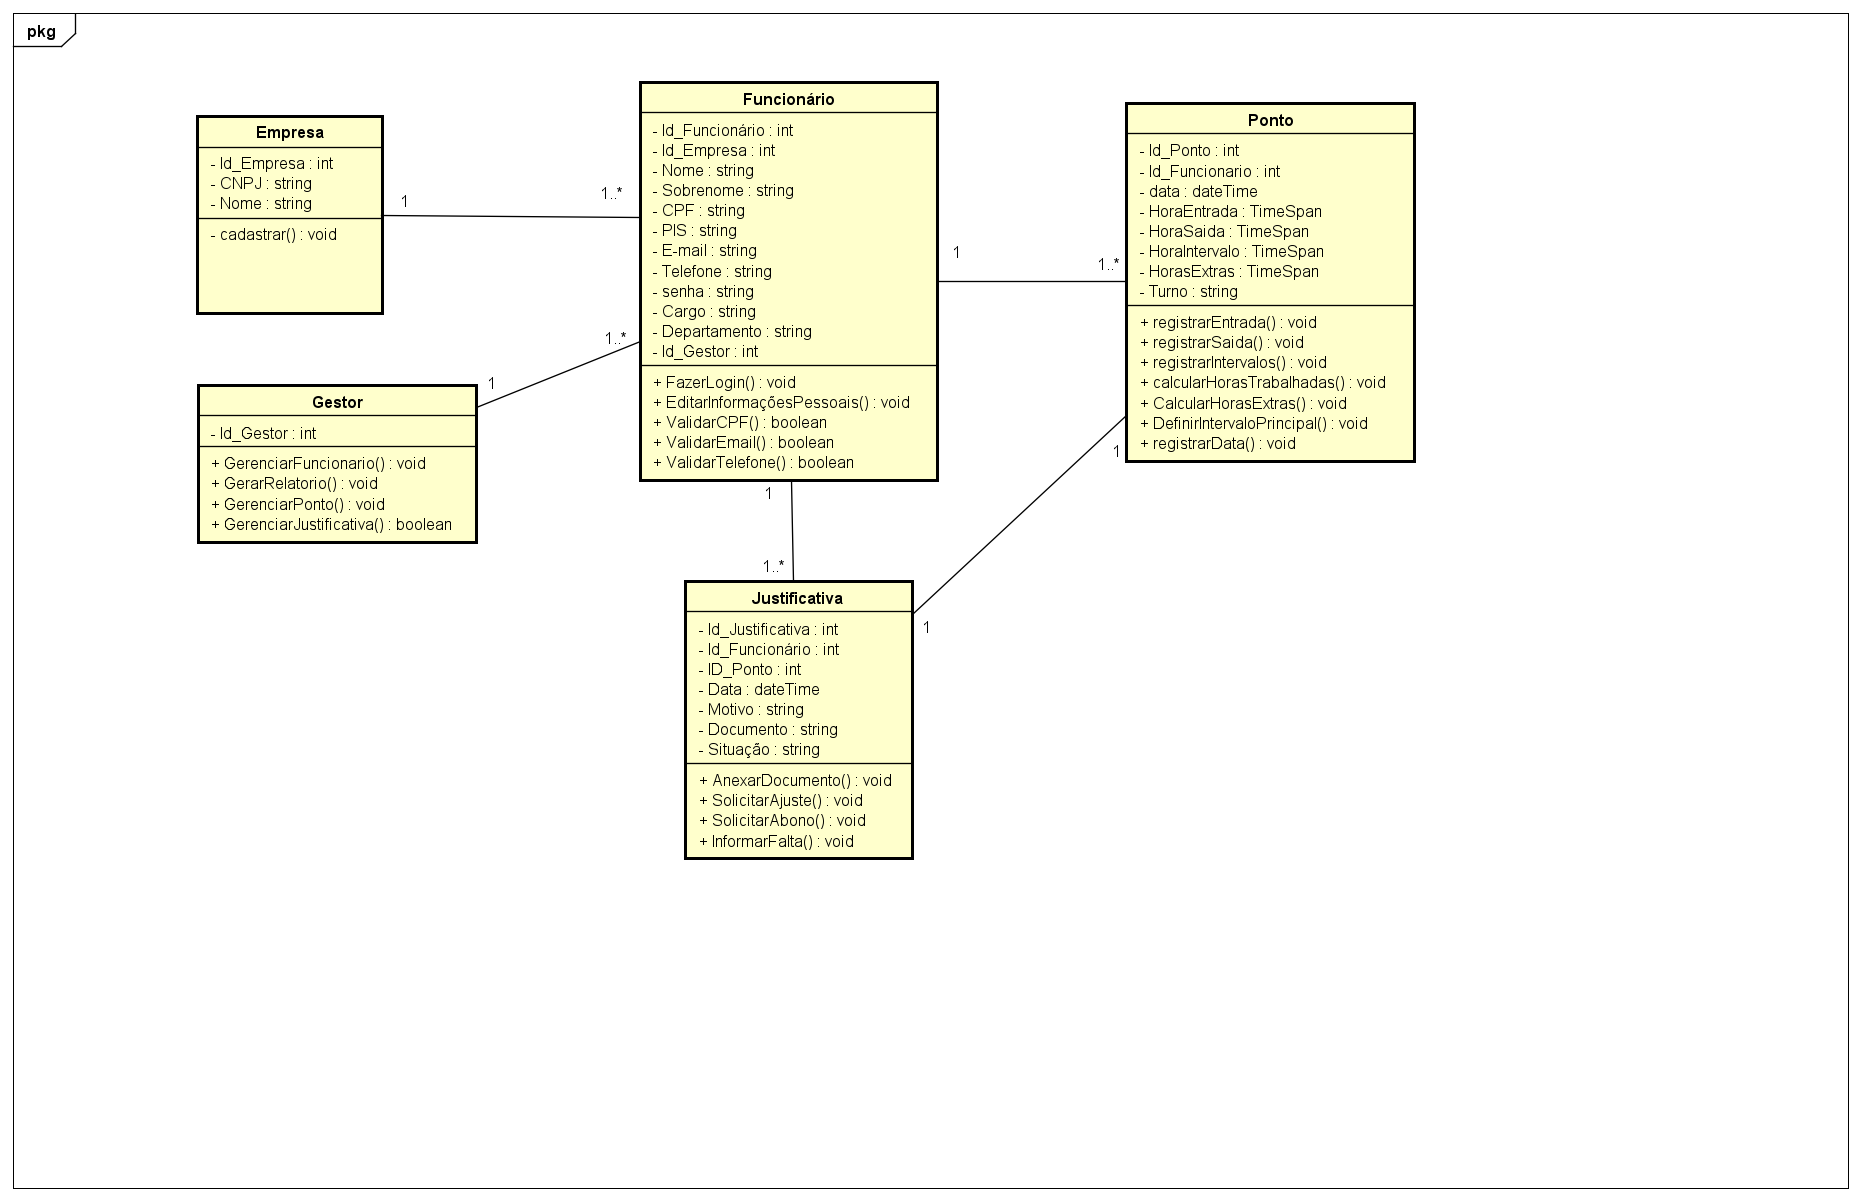 pkg
Empresa
- Id_Empresa : int
- CNPJ : string
- Nome : string
- cadastrar() : void
1
1..*
Funcionário
- Id_Funcionário : int
- Id_Empresa : int
- Nome : string
- Sobrenome : string
- CPF : string
- PIS : string
- E-mail : string
- Telefone : string
- senha : string
- Cargo : string
- Departamento : string
- Id_Gestor : int
+ FazerLogin() : void
+ EditarInformaçõesPessoais() : void
+ ValidarCPF() : boolean
+ ValidarEmail() : boolean
+ ValidarTelefone() : boolean
1
1..*
Ponto
- Id_Ponto : int
- Id_Funcionario : int
- data : dateTime
- HoraEntrada : TimeSpan
- HoraSaida : TimeSpan
- HoraIntervalo : TimeSpan
- HorasExtras : TimeSpan
- Turno : string
+ registrarEntrada() : void
+ registrarSaida() : void
+ registrarIntervalos() : void
+ calcularHorasTrabalhadas() : void
+ CalcularHorasExtras() : void
+ DefinirIntervaloPrincipal() : void
+ registrarData() : void
1..*
1
Gestor
- Id_Gestor : int
+ GerenciarFuncionario() : void
+ GerarRelatorio() : void
+ GerenciarPonto() : void
+ GerenciarJustificativa() : boolean
1
1..*
1
1
Justificativa
- Id_Justificativa : int
- Id_Funcionário : int
- ID_Ponto : int
- Data : dateTime
- Motivo : string
- Documento : string
- Situação : string
+ AnexarDocumento() : void
+ SolicitarAjuste() : void
+ SolicitarAbono() : void
+ InformarFalta() : void